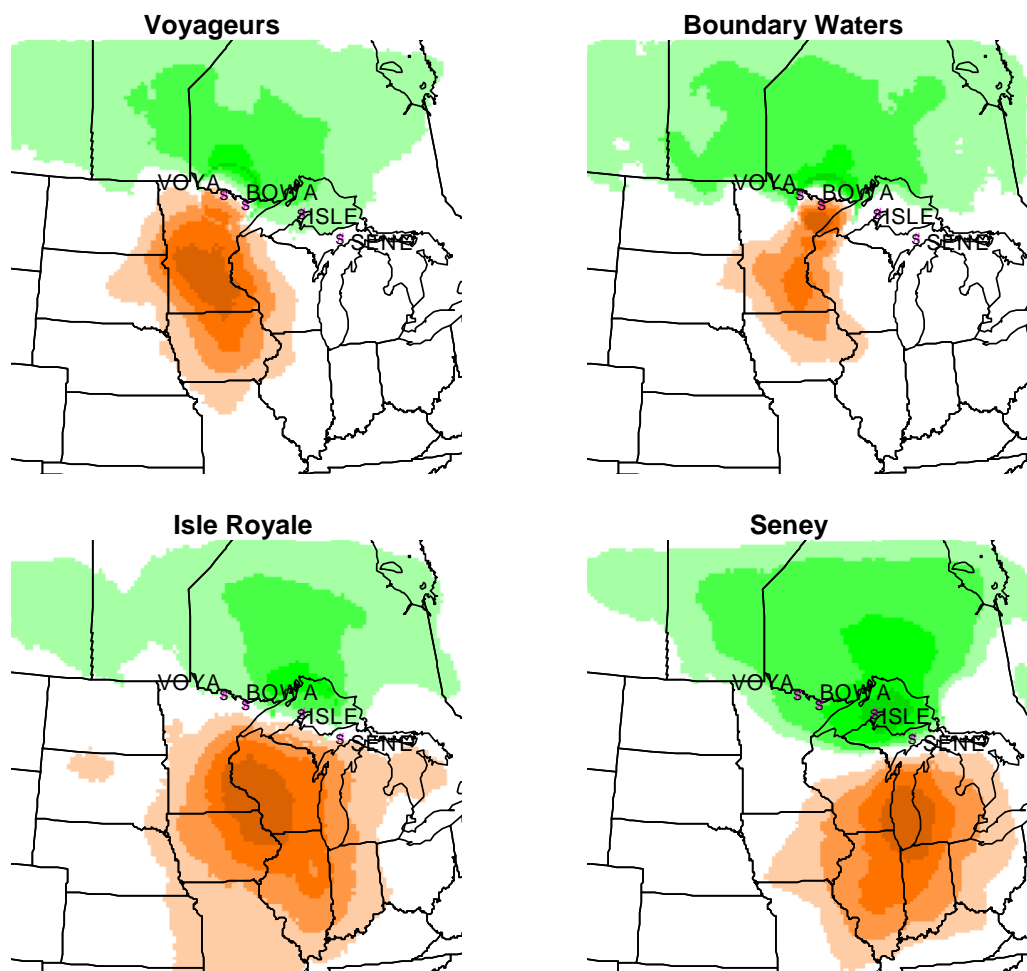 Voyageurs
VOYA
BOWA
S
S
S ISLE
S SENE
Boundary Waters
VOYA
BOWA
S
S
S ISLE
S SENE
Isle Royale
VOYA
BOWA
S
S
S ISLE
S SENE
Seney
VOYA
BOWA
S
S
S ISLE
S SENE